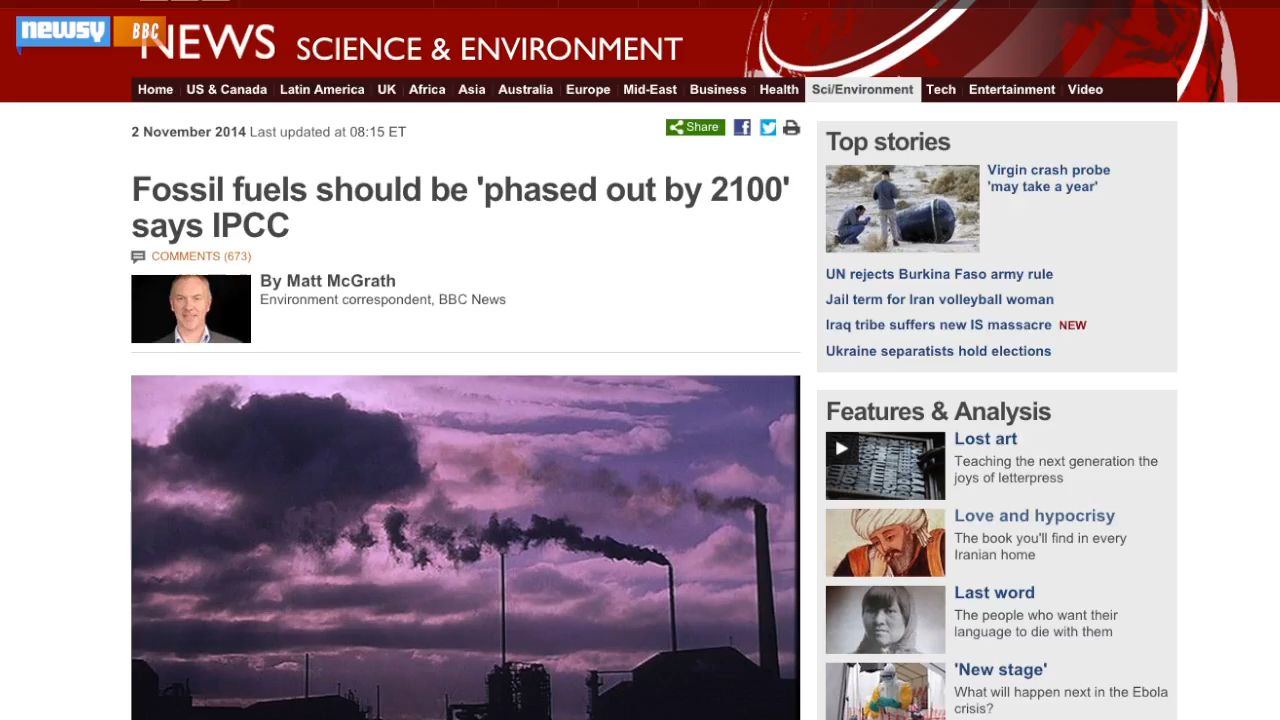 newsy BBC
NEWS SCIENCE & ENVIRONMENT
Home US & Canada Latin America UK Africa Asia Australia Europe Mid-East Business Health Sci/Environment Tech Entertainment Video
2 November 2014 Last updated at 08:15 ET
Share
Fossil fuels should be 'phased out by 2100'
says IPCC
COMMENTS (673)
By Matt McGrath
Environment correspondent, BBC News
Top stories
Virgin crash probe
'may take a year'
UN rejects Burkina Faso army rule
Jail term for Iran volleyball woman
Iraq tribe suffers new IS massacre NEW
Ukraine separatists hold elections
Features & Analysis
Lost art
Teaching the next generation the
joys of letterpress
Love and hypocrisy
The book you'll find in every
Iranian home
Last word
The people who want their
language to die with them
'New stage'
What will happen next in the Ebola
crisis?